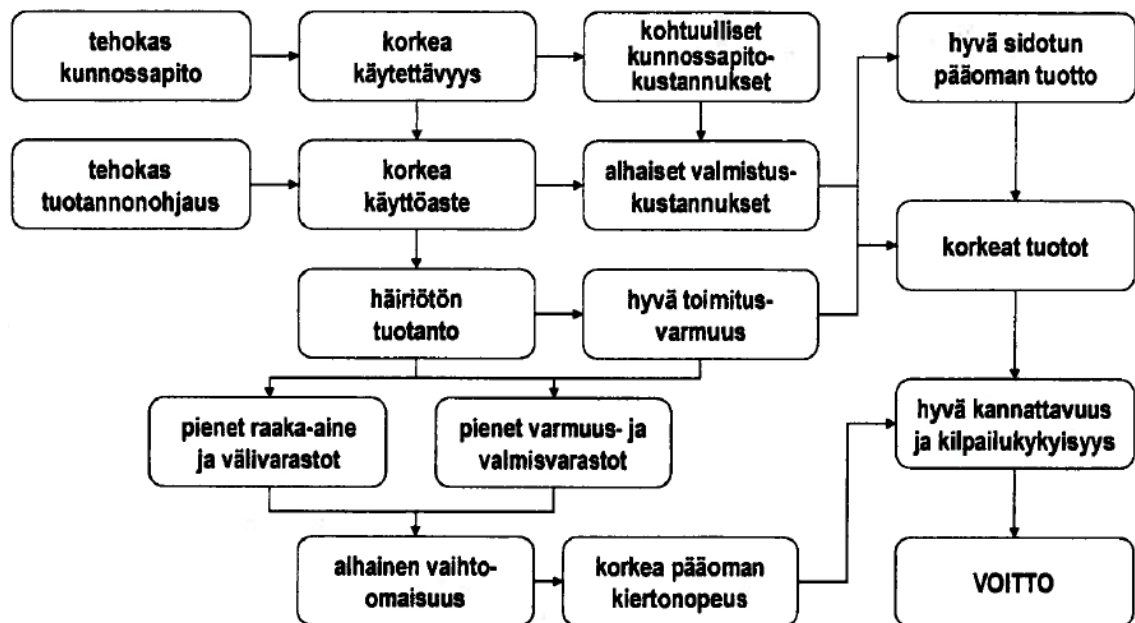 tehokas
kunnossapito
korkea
käytettävyys
kohtuulliset
kunnossapito-
kustannukset
hyvä sidotun
pääoman tuotto
tehokas
tuotannonohjaus
korkea
käyttöaste
alhaiset valmistus-
kustannukset
korkeat tuotot
häiriötön
tuotanto
hyvä toimitus-
varmuus
pienet raaka-aine
ja välivarastot
pienet varmuus- ja
valmisvarastot
hyvä kannattavuus
ja kilpailukykyisyys
alhainen vaihto-
omaisuus
korkea pääoman
kiertonopeus
VOITTO